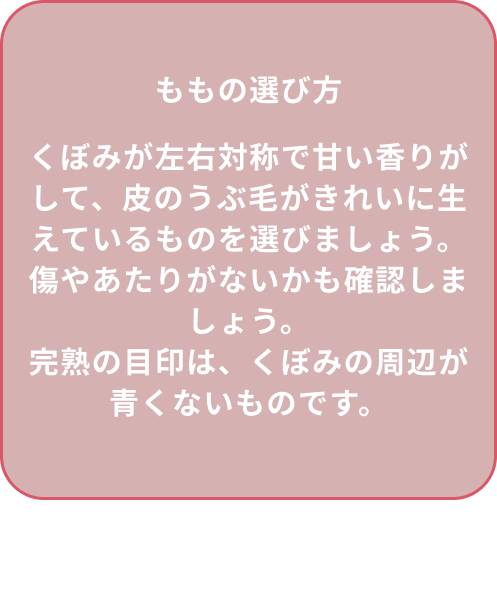 ももの選び方
くぼみが左右対称で甘い香りが
して、皮のうぶ毛がきれいに生
えているものを選びましょう。
傷やあたりがないかも確認しま
しょう。
完熟の目印は、くぼみの周辺が
青くないものです。